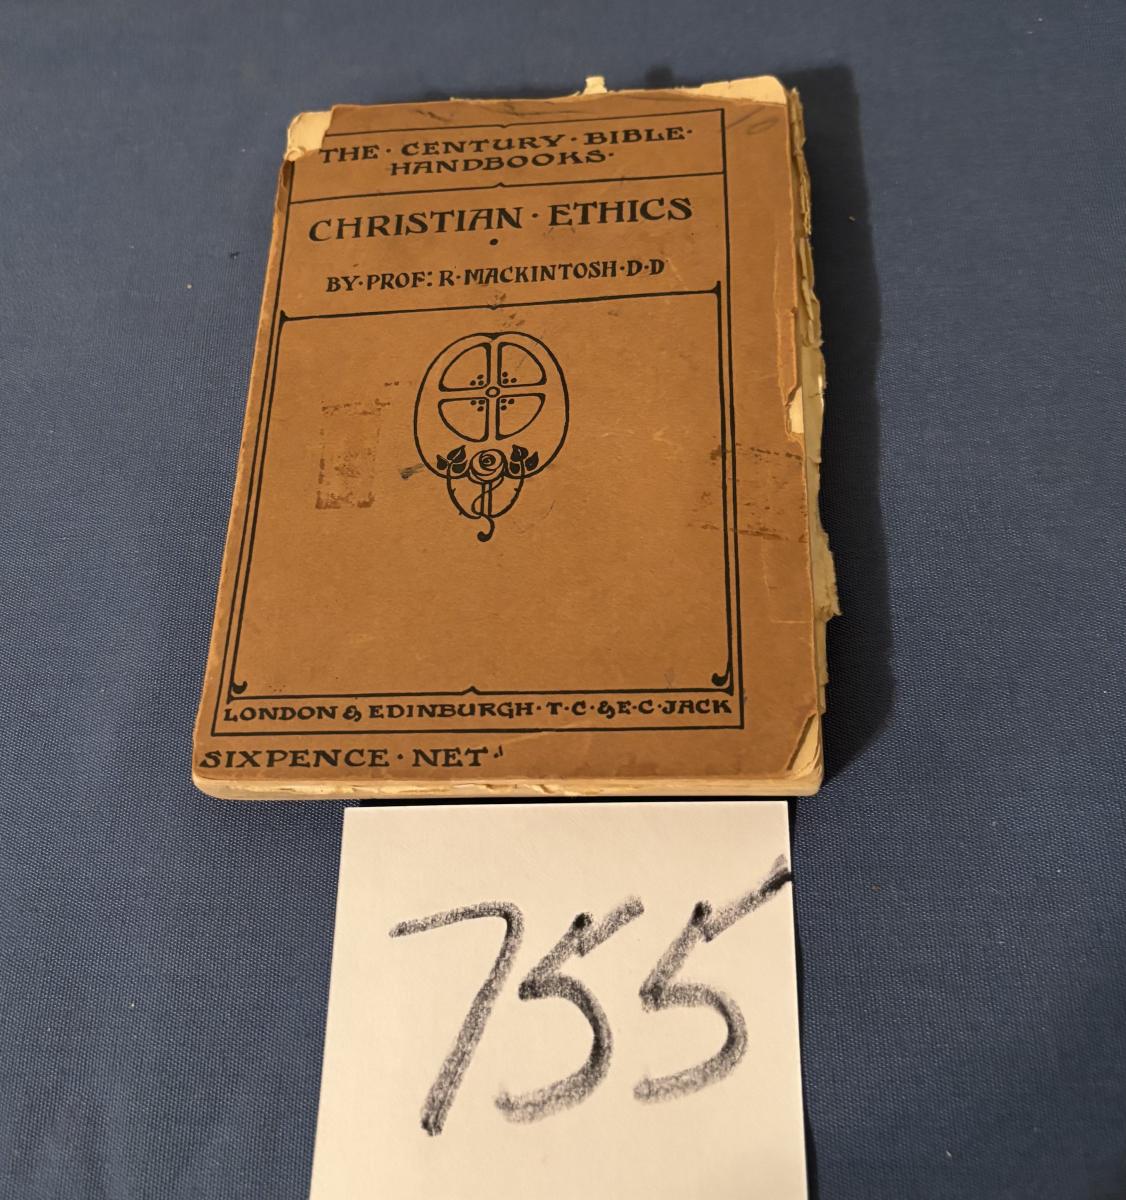 THE · CENTURY · BIBLE ·
HANDBOOKS ·
CHRISTIAN · ETHICS
BY · PROF: R · MACKINTOSH · D · D
LONDON & EDINBURGH · T · C · & E · C · JACK
SIXPENCE · NET ·
755